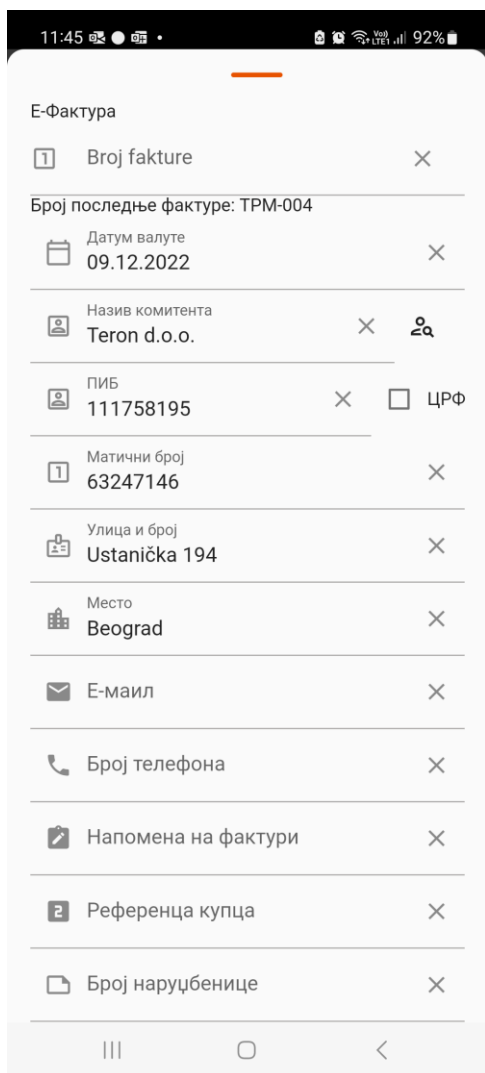 11:45 Vo)) LTE1 92%
Е-Фактура
Broj fakture
Број последње фактуре: ТРМ-004
Датум валуте
09.12.2022
Назив комитента
Teron d.o.o.
ПИБ
111758195
ЦРФ
Матични број
63247146
Улица и број
Ustanička 194
Место
Beograd
Е-маил
Број телефона
Напомена на фактури
Референца купца
Број наруџбенице